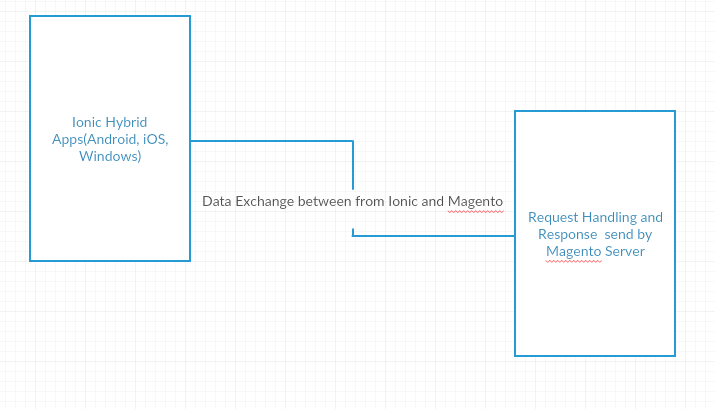 Ionic Hybrid
Apps(Android, iOS,
Windows)
Data Exchange between from Ionic and Magento
Request Handling and
Response  send by
Magento Server